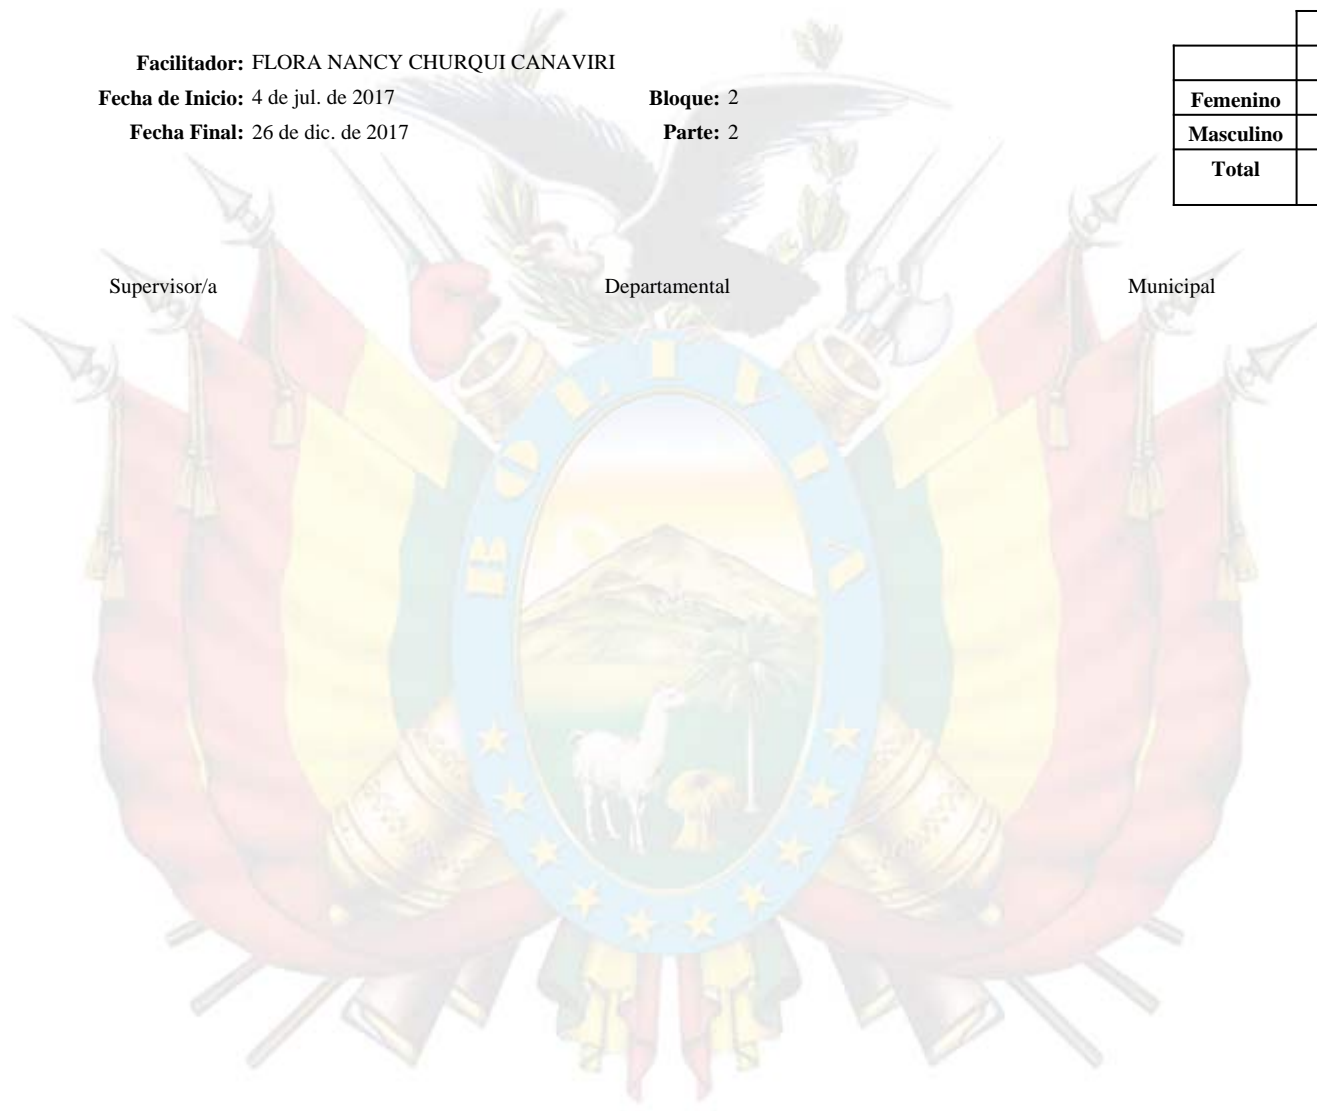 Facilitador: FLORA NANCY CHURQUI CANAVIRI
Fecha de Inicio: 4 de jul. de 2017 Bloque: 2
Fecha Final: 26 de dic. de 2017 Parte: 2
Femenino
Masculino
Total
Supervisor/a Departamental Municipal
BOLIVIA